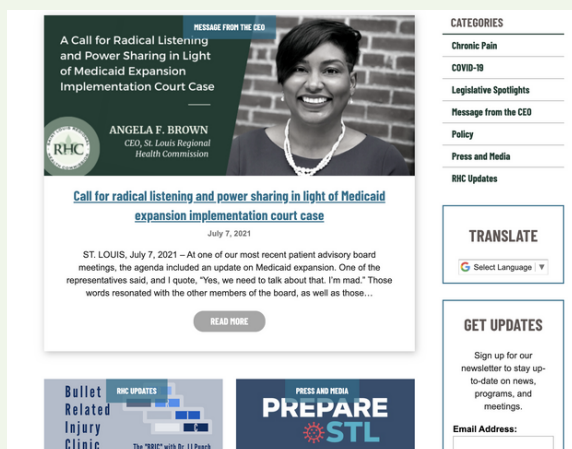 MESSAGE FROM THE CEO
A Call for Radical Listening
and Power Sharing in Light
of Medicaid Expansion
Implementation Court Case
ANGELA F. BROWN
CEO, St. Louis Regional
Health Commission
RHC
Call for radical listening and power sharing in light of Medicaid
expansion implementation court case
July 7, 2021
ST. LOUIS, July 7, 2021 – At one of our most recent patient advisory board
meetings, the agenda included an update on Medicaid expansion. One of the
representatives said, and I quote, "Yes, we need to talk about that. I'm mad." Those
words resonated with the other members of the board, as well as those…
READ MORE
RHC UPDATES
Bullet
Related
Injury
Clinic
The "BRIC" with Dr. LJ Punch
PRESS AND MEDIA
PREPARE
STL
CATEGORIES
Chronic Pain
COVID-19
Legislative Spotlights
Message from the CEO
Policy
Press and Media
RHC Updates
TRANSLATE
G Select Language ▼
GET UPDATES
Sign up for our
newsletter to stay up-
to-date on news,
programs, and
meetings.
Email Address: